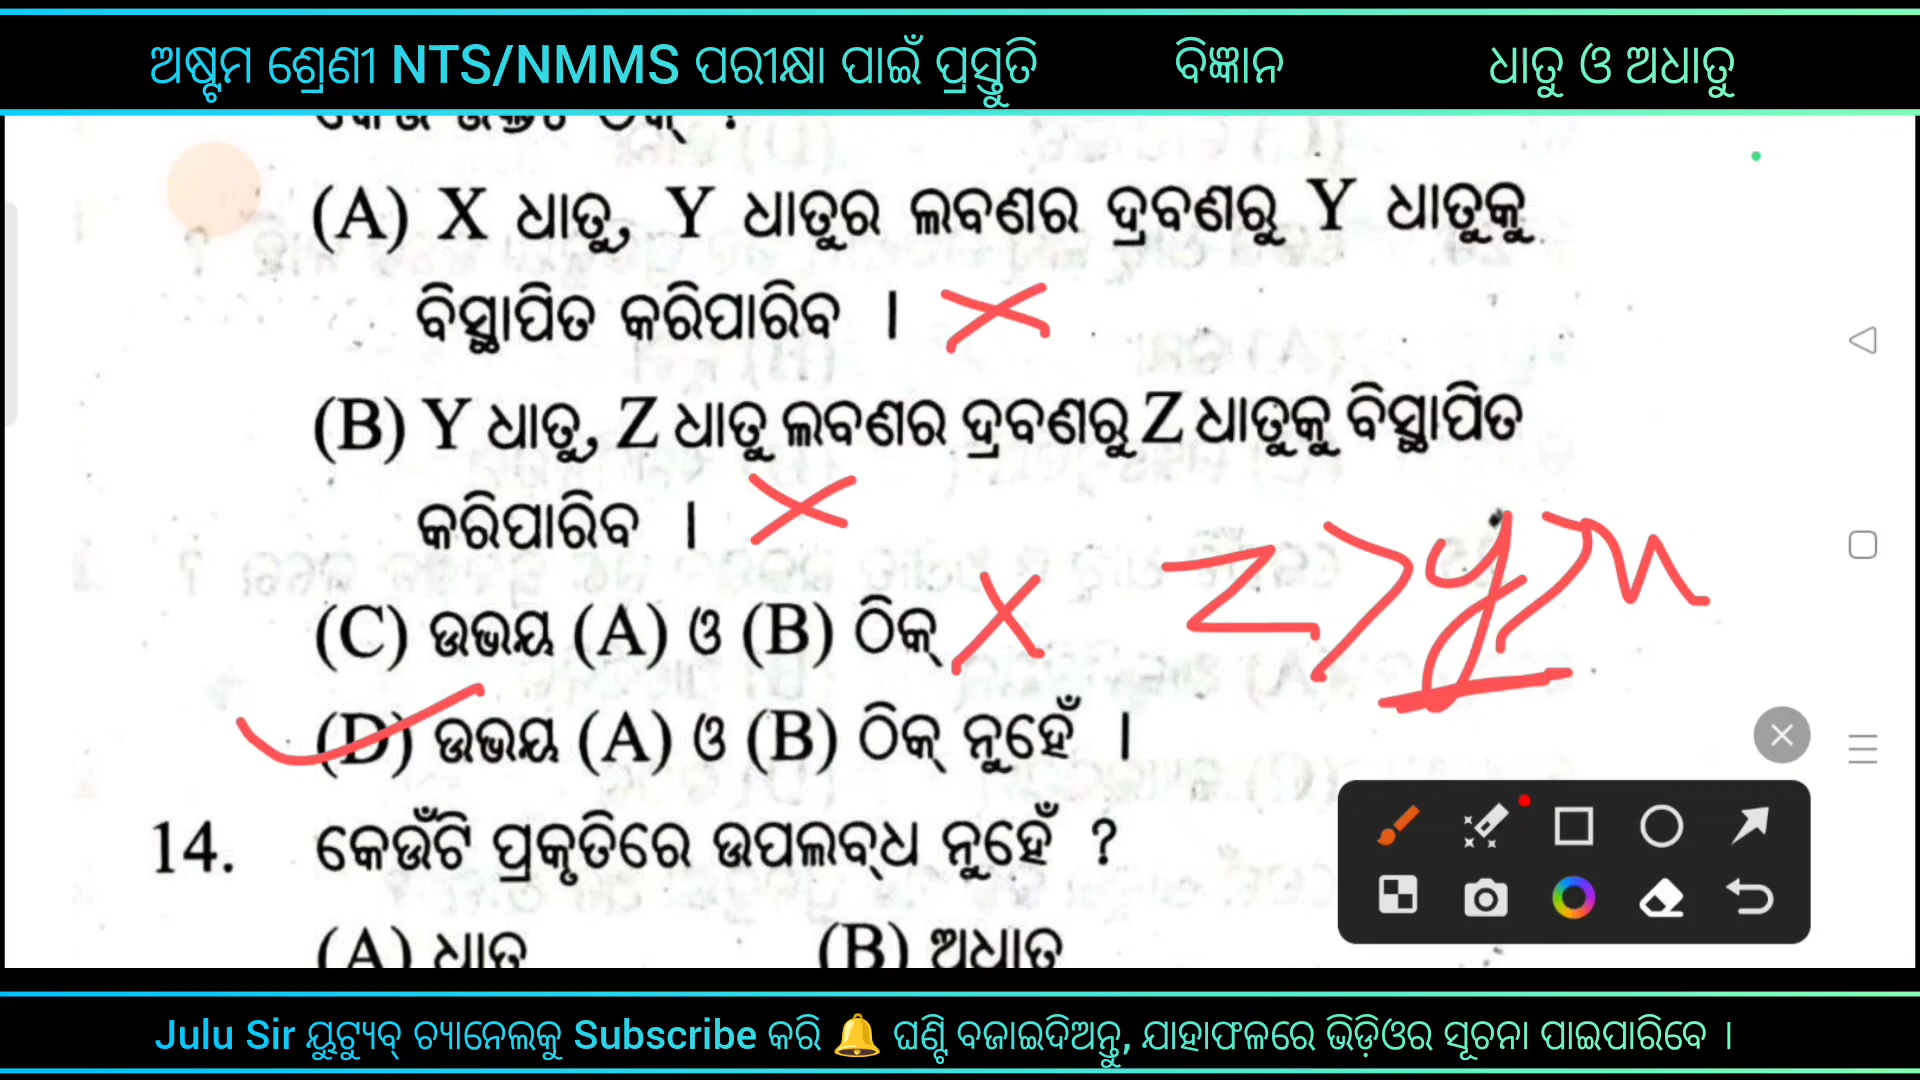 ଅଷ୍ଟମ ଶ୍ରେଣୀ NTS/NMMS ପରୀକ୍ଷା ପାଇଁ ପ୍ରସ୍ତୁତି ବିଜ୍ଞାନ ଧାତୁ ଓ ଅଧାତୁ
(A) X ଧାତୁ, Y ଧାତୁର ଲବଣର ଦ୍ରବଣରୁ Y ଧାତୁକୁ
ବିସ୍ଥାପିତ କରିପାରିବ ।
(B) Y ଧାତୁ, Z ଧାତୁ ଲବଣର ଦ୍ରବଣରୁ Z ଧାତୁକୁ ବିସ୍ଥାପିତ
କରିପାରିବ ।
Z > y > x
(C) ଉଭୟ (A) ଓ (B) ଠିକ୍
(D) ଉଭୟ (A) ଓ (B) ଠିକ୍ ନୁହେଁ ।
14. କେଉଁଟି ପ୍ରକୃତିରେ ଉପଲବ୍ଧ ନୁହେଁ ?
(A) ଧାତୁ (B) ଅଧାତୁ
Julu Sir ୟୁଟ୍ୟୁବ୍ ଚ୍ୟାନେଲକୁ Subscribe କରି 🔔 ଘଣ୍ଟି ବଜାଇଦିଅନ୍ତୁ, ଯାହାଫଳରେ ଭିଡ଼ିଓର ସୂଚନା ପାଇପାରିବେ ।